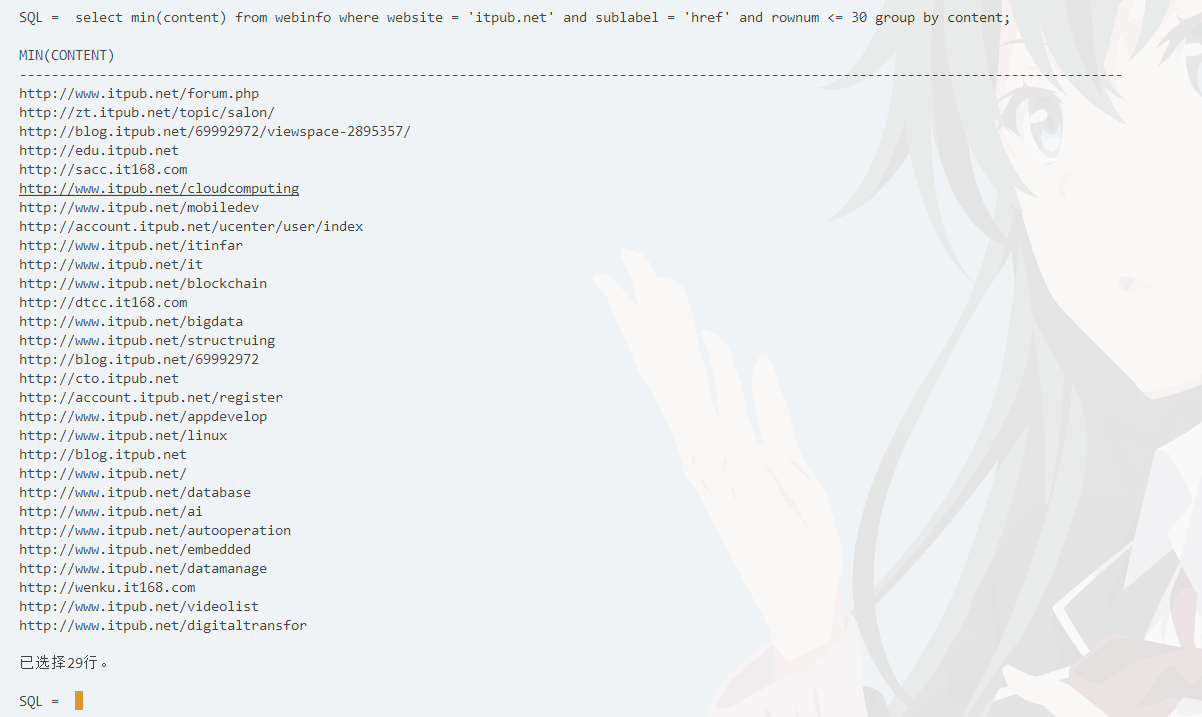 SQL =  select min(content) from webinfo where website = 'itpub.net' and sublabel = 'href' and rownum <= 30 group by content;
MIN(CONTENT)
------------------------------------------------------------------------------------------------------------------------------------------
http://www.itpub.net/forum.php
http://zt.itpub.net/topic/salon/
http://blog.itpub.net/69992972/viewspace-2895357/
http://edu.itpub.net
http://sacc.it168.com
http://www.itpub.net/cloudcomputing
http://www.itpub.net/mobiledev
http://account.itpub.net/ucenter/user/index
http://www.itpub.net/itinfar
http://www.itpub.net/it
http://www.itpub.net/blockchain
http://dtcc.it168.com
http://www.itpub.net/bigdata
http://www.itpub.net/structruing
http://blog.itpub.net/69992972
http://cto.itpub.net
http://account.itpub.net/register
http://www.itpub.net/appdevelop
http://www.itpub.net/linux
http://blog.itpub.net
http://www.itpub.net/
http://www.itpub.net/database
http://www.itpub.net/ai
http://www.itpub.net/autooperation
http://www.itpub.net/embedded
http://www.itpub.net/datamanage
http://wenku.it168.com
http://www.itpub.net/videolist
http://www.itpub.net/digitaltransfor
已选择29行。
SQL =